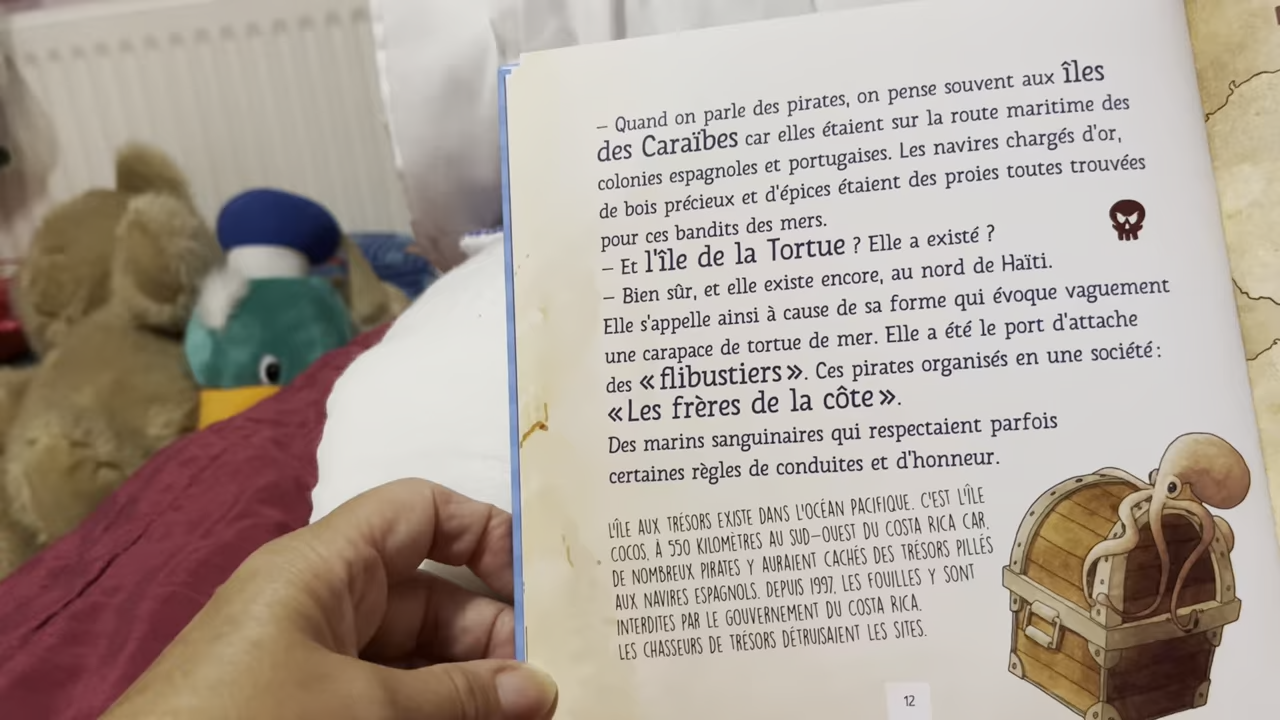 – Quand on parle des pirates, on pense souvent aux îles
des Caraïbes car elles étaient sur la route maritime des
colonies espagnoles et portugaises. Les navires chargés d'or,
de bois précieux et d'épices étaient des proies toutes trouvées
pour ces bandits des mers.
– Et l'île de la Tortue ? Elle a existé ?
– Bien sûr, et elle existe encore, au nord de Haïti.
Elle s'appelle ainsi à cause de sa forme qui évoque vaguement
une carapace de tortue de mer. Elle a été le port d'attache
des « flibustiers ». Ces pirates organisés en une société :
« Les frères de la côte ».
Des marins sanguinaires qui respectaient parfois
certaines règles de conduites et d'honneur.
L'ÎLE AUX TRÉSORS EXISTE DANS L'OCÉAN PACIFIQUE. C'EST L'ÎLE
COCOS, À 550 KILOMÈTRES AU SUD-OUEST DU COSTA RICA CAR,
DE NOMBREUX PIRATES Y AURAIENT CACHÉS DES TRÉSORS PILLÉS
AUX NAVIRES ESPAGNOLS. DEPUIS 1997, LES FOUILLES Y SONT
INTERDITES PAR LE GOUVERNEMENT DU COSTA RICA.
LES CHASSEURS DE TRÉSORS DÉTRUISAIENT LES SITES.
12